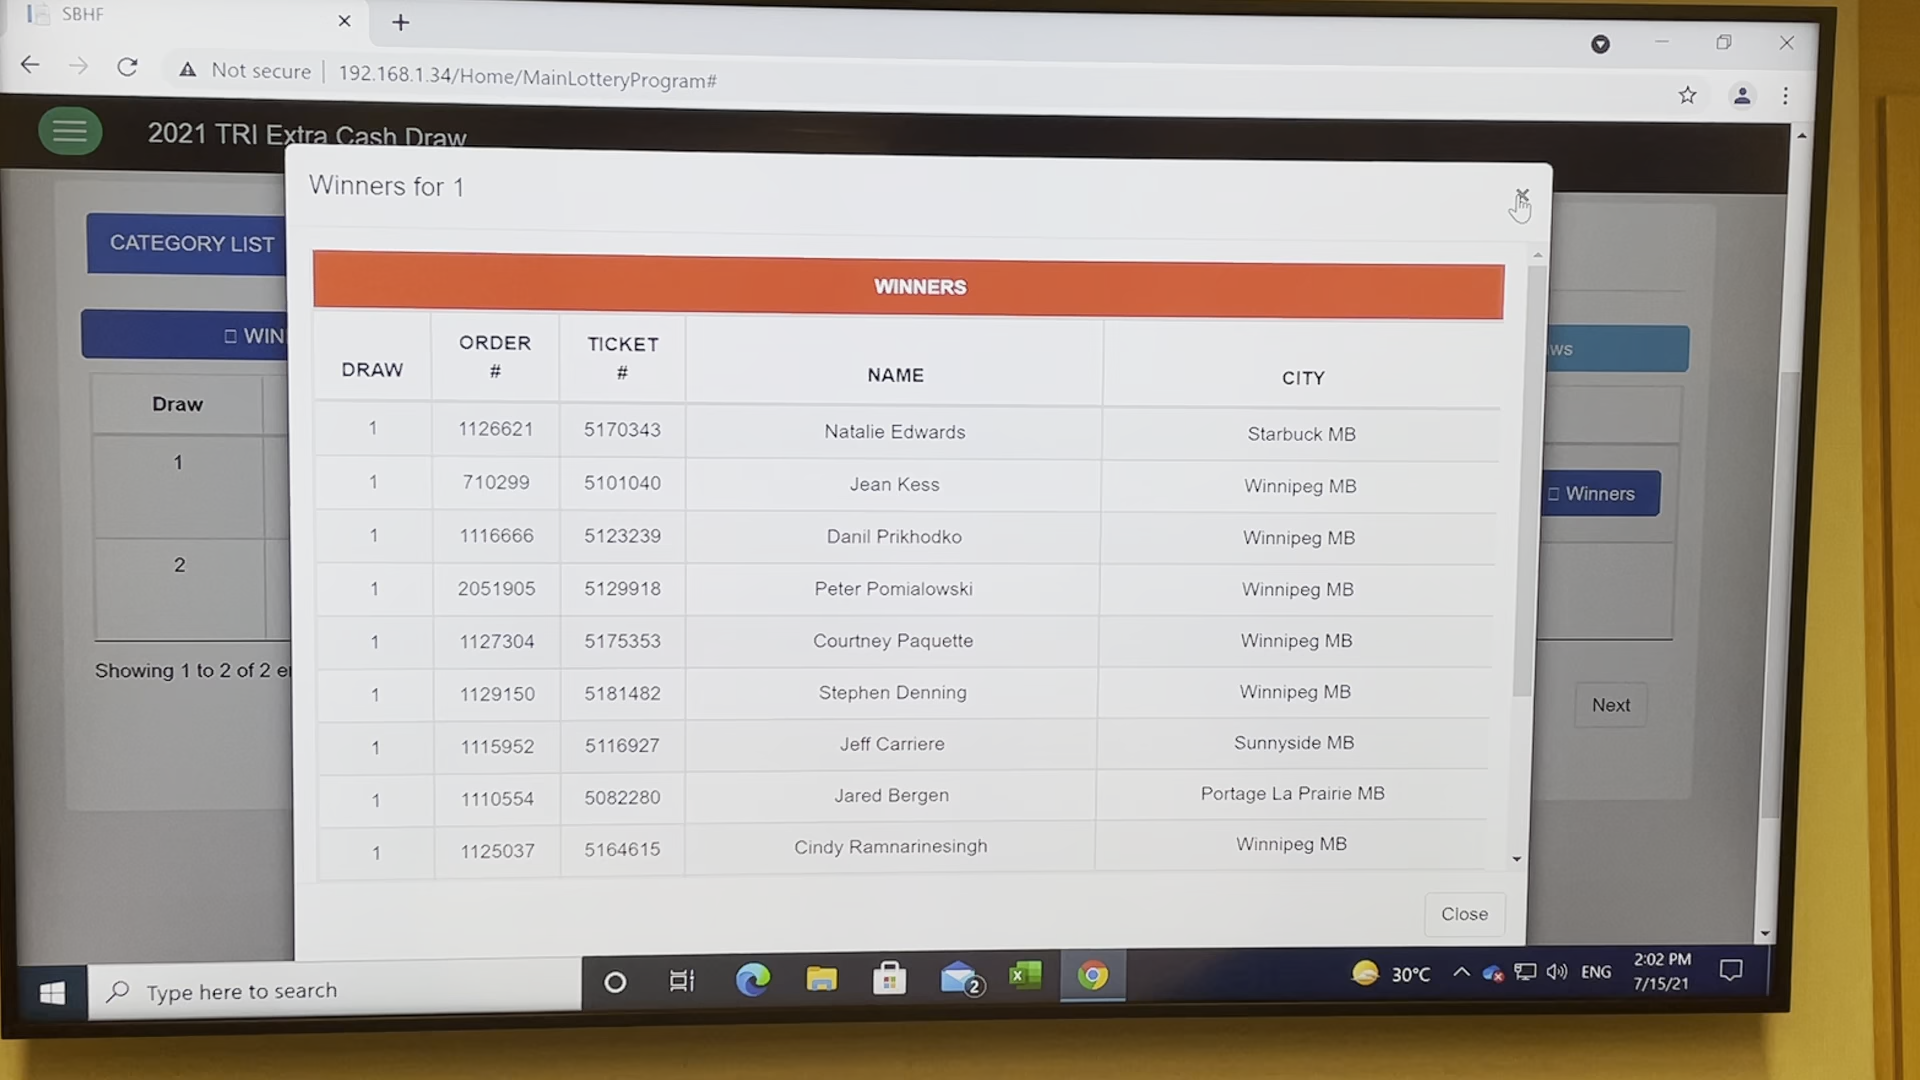 SBHF
Not secure 192.168.1.34/Home/MainLotteryProgram#
2021 TRI Extra Cash Draw
Winners for 1
CATEGORY LIST
WINNERS
DRAW ORDER # TICKET # NAME CITY
1 1126621 5170343 Natalie Edwards Starbuck MB
1 710299 5101040 Jean Kess Winnipeg MB
1 1116666 5123239 Danil Prikhodko Winnipeg MB
1 2051905 5129918 Peter Pomialowski Winnipeg MB
1 1127304 5175353 Courtney Paquette Winnipeg MB
1 1129150 5181482 Stephen Denning Winnipeg MB
1 1115952 5116927 Jeff Carriere Sunnyside MB
1 1110554 5082280 Jared Bergen Portage La Prairie MB
1 1125037 5164615 Cindy Ramnarinesingh Winnipeg MB
Close
WIN
Draw
1
2
Showing 1 to 2 of 2
ws
Winners
Next
Type here to search
2
30°C
ENG
2:02 PM
7/15/21